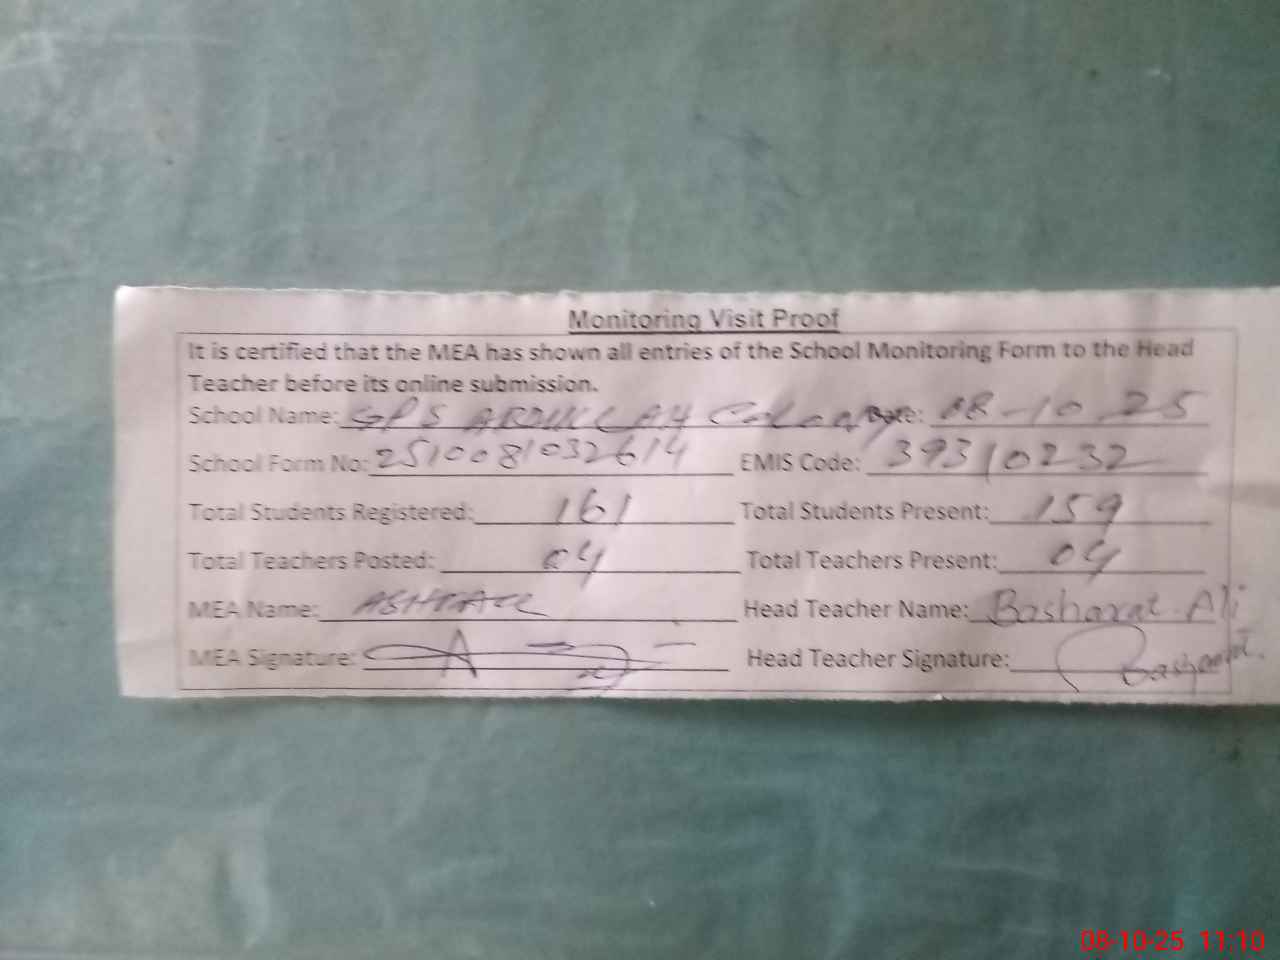 Monitoring Visit Proof
It is certified that the MEA has shown all entries of the School Monitoring Form to the Head
Teacher before its online submission.
School Name: GPS ABDULLAH Colony Date: 08-10 25
School Form No: 2510081032614 EMIS Code: 39310232
Total Students Registered: 161 Total Students Present: 159
Total Teachers Posted: 04 Total Teachers Present: 04
MEA Name: Head Teacher Name: Basharat Ali
MEA Signature: Head Teacher Signature: Basharat.
08-10-25 11:10